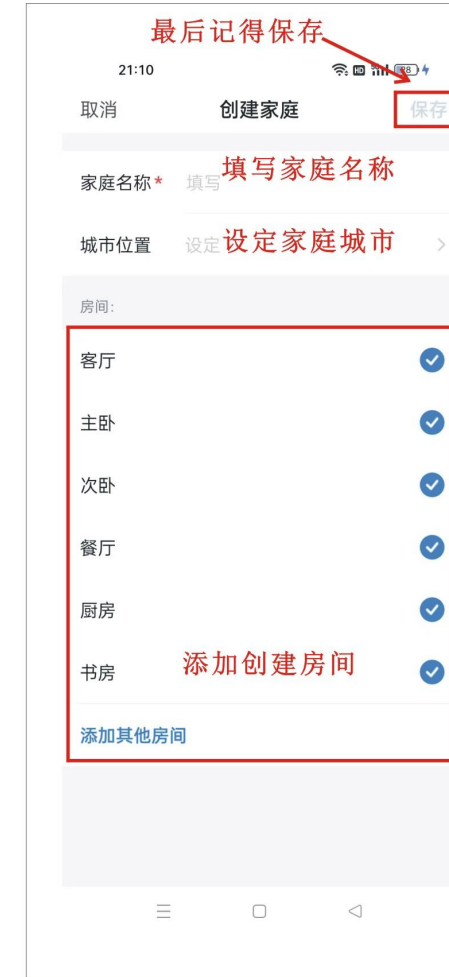 最后记得保存
21:10 HD 5G 88
取消 创建家庭 保存
家庭名称* 填写 填写家庭名称
城市位置 设定 设定家庭城市
房间:
客厅
主卧
次卧
餐厅
厨房
书房 添加创建房间
添加其他房间